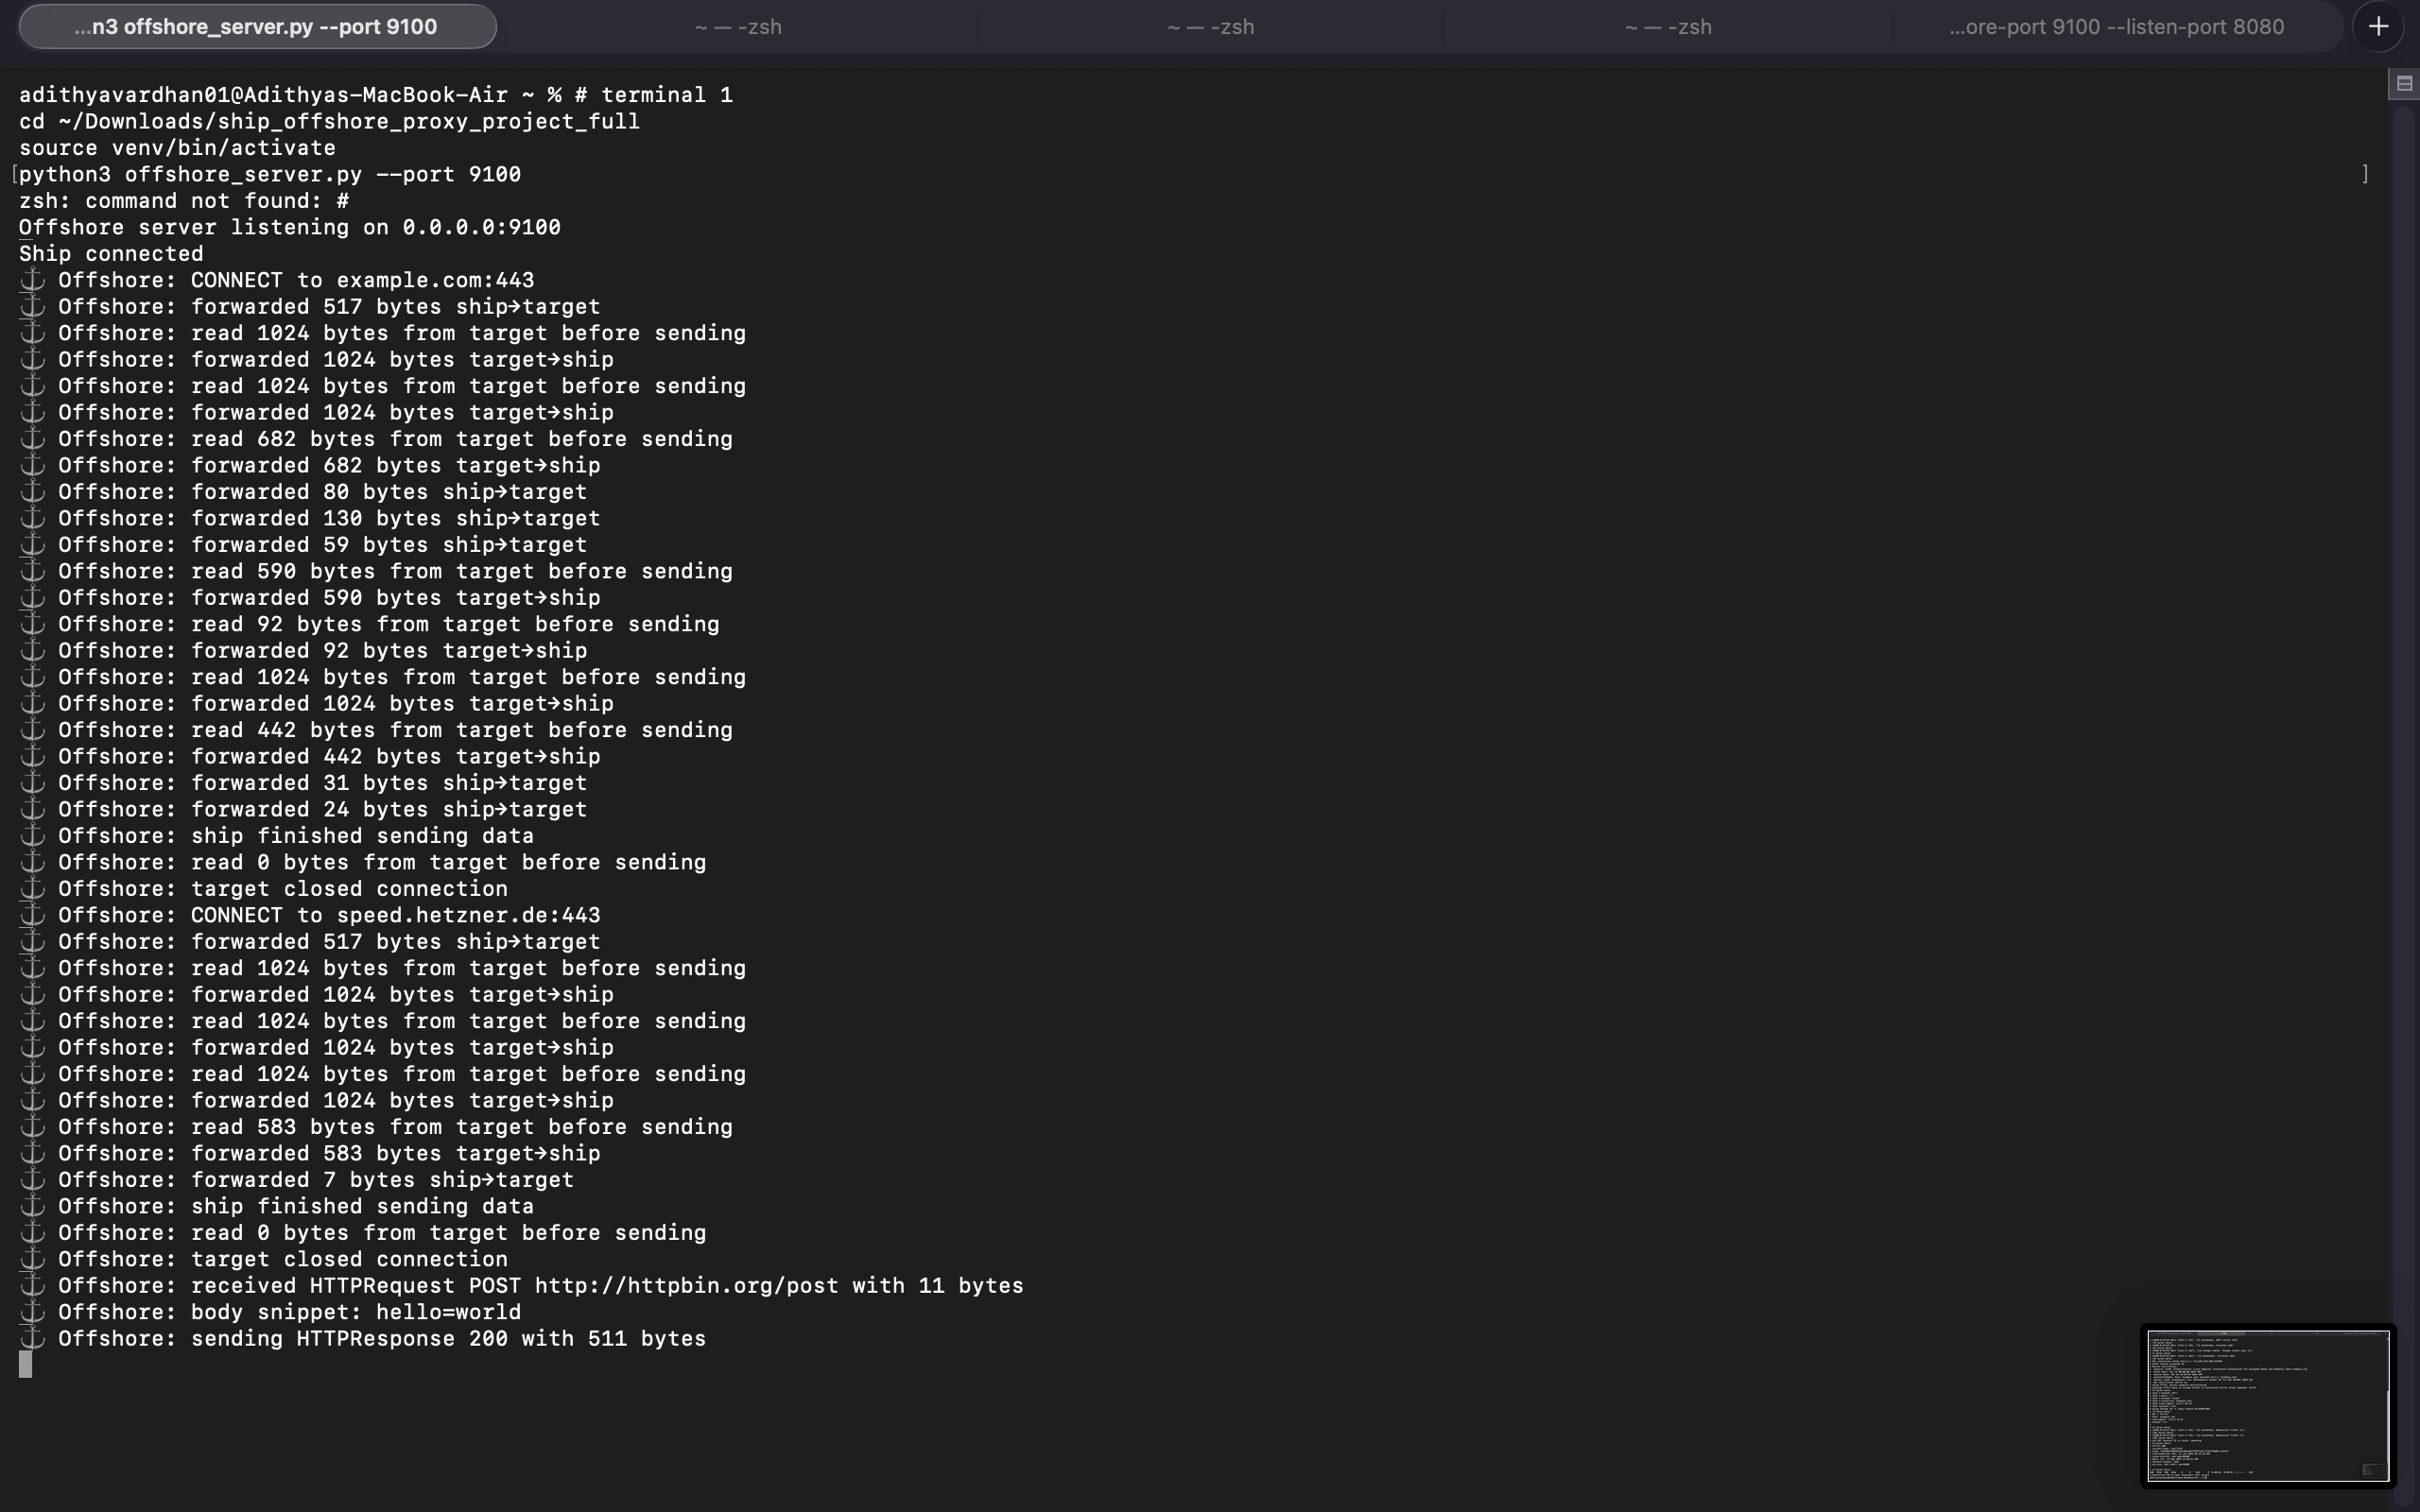 ...n3 offshore_server.py --port 9100
~ — -zsh
~ — -zsh
~ — -zsh
...ore-port 9100 --listen-port 8080
adithyavardhan01@Adithyas-MacBook-Air ~ % # terminal 1
cd ~/Downloads/ship_offshore_proxy_project_full
source venv/bin/activate
[python3 offshore_server.py --port 9100 ]
zsh: command not found: #
Offshore server listening on 0.0.0.0:9100
Ship connected
⚓ Offshore: CONNECT to example.com:443
⚓ Offshore: forwarded 517 bytes ship→target
⚓ Offshore: read 1024 bytes from target before sending
⚓ Offshore: forwarded 1024 bytes target→ship
⚓ Offshore: read 1024 bytes from target before sending
⚓ Offshore: forwarded 1024 bytes target→ship
⚓ Offshore: read 682 bytes from target before sending
⚓ Offshore: forwarded 682 bytes target→ship
⚓ Offshore: forwarded 80 bytes ship→target
⚓ Offshore: forwarded 130 bytes ship→target
⚓ Offshore: forwarded 59 bytes ship→target
⚓ Offshore: read 590 bytes from target before sending
⚓ Offshore: forwarded 590 bytes target→ship
⚓ Offshore: read 92 bytes from target before sending
⚓ Offshore: forwarded 92 bytes target→ship
⚓ Offshore: read 1024 bytes from target before sending
⚓ Offshore: forwarded 1024 bytes target→ship
⚓ Offshore: read 442 bytes from target before sending
⚓ Offshore: forwarded 442 bytes target→ship
⚓ Offshore: forwarded 31 bytes ship→target
⚓ Offshore: forwarded 24 bytes ship→target
⚓ Offshore: ship finished sending data
⚓ Offshore: read 0 bytes from target before sending
⚓ Offshore: target closed connection
⚓ Offshore: CONNECT to speed.hetzner.de:443
⚓ Offshore: forwarded 517 bytes ship→target
⚓ Offshore: read 1024 bytes from target before sending
⚓ Offshore: forwarded 1024 bytes target→ship
⚓ Offshore: read 1024 bytes from target before sending
⚓ Offshore: forwarded 1024 bytes target→ship
⚓ Offshore: read 1024 bytes from target before sending
⚓ Offshore: forwarded 1024 bytes target→ship
⚓ Offshore: read 583 bytes from target before sending
⚓ Offshore: forwarded 583 bytes target→ship
⚓ Offshore: forwarded 7 bytes ship→target
⚓ Offshore: ship finished sending data
⚓ Offshore: read 0 bytes from target before sending
⚓ Offshore: target closed connection
⚓ Offshore: received HTTPRequest POST http://httpbin.org/post with 11 bytes
⚓ Offshore: body snippet: hello=world
⚓ Offshore: sending HTTPResponse 200 with 511 bytes